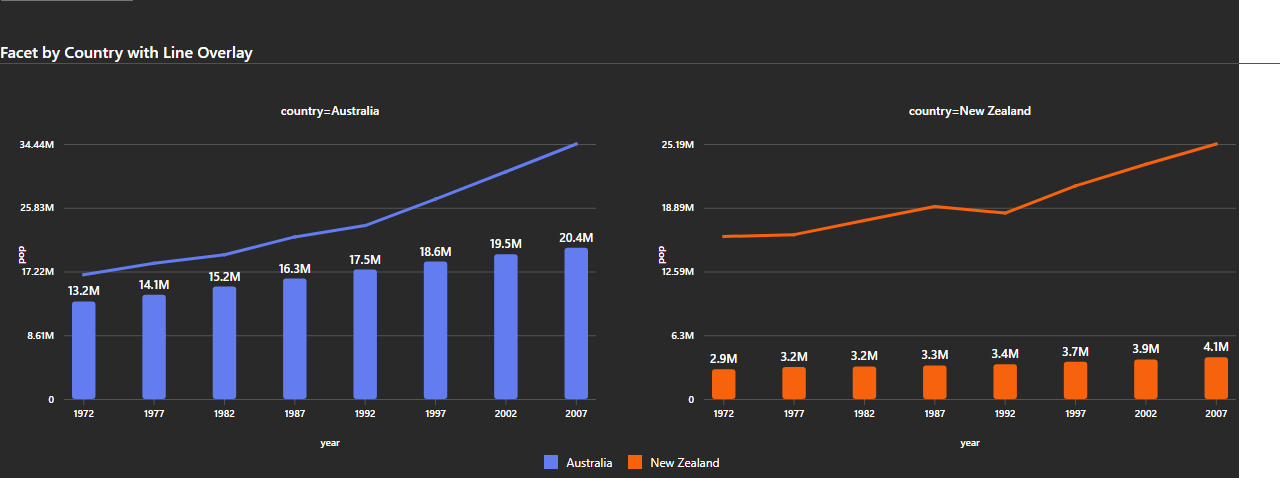 Facet by Country with Line Overlay
country=Australia
34.44M
25.83M
17.22M
8.61M
0
pop
13.2M 14.1M 15.2M 16.3M 17.5M 18.6M 19.5M 20.4M
1972 1977 1982 1987 1992 1997 2002 2007
year
country=New Zealand
25.19M
18.89M
12.59M
6.3M
0
pop
2.9M 3.2M 3.2M 3.3M 3.4M 3.7M 3.9M 4.1M
1972 1977 1982 1987 1992 1997 2002 2007
year
Australia New Zealand